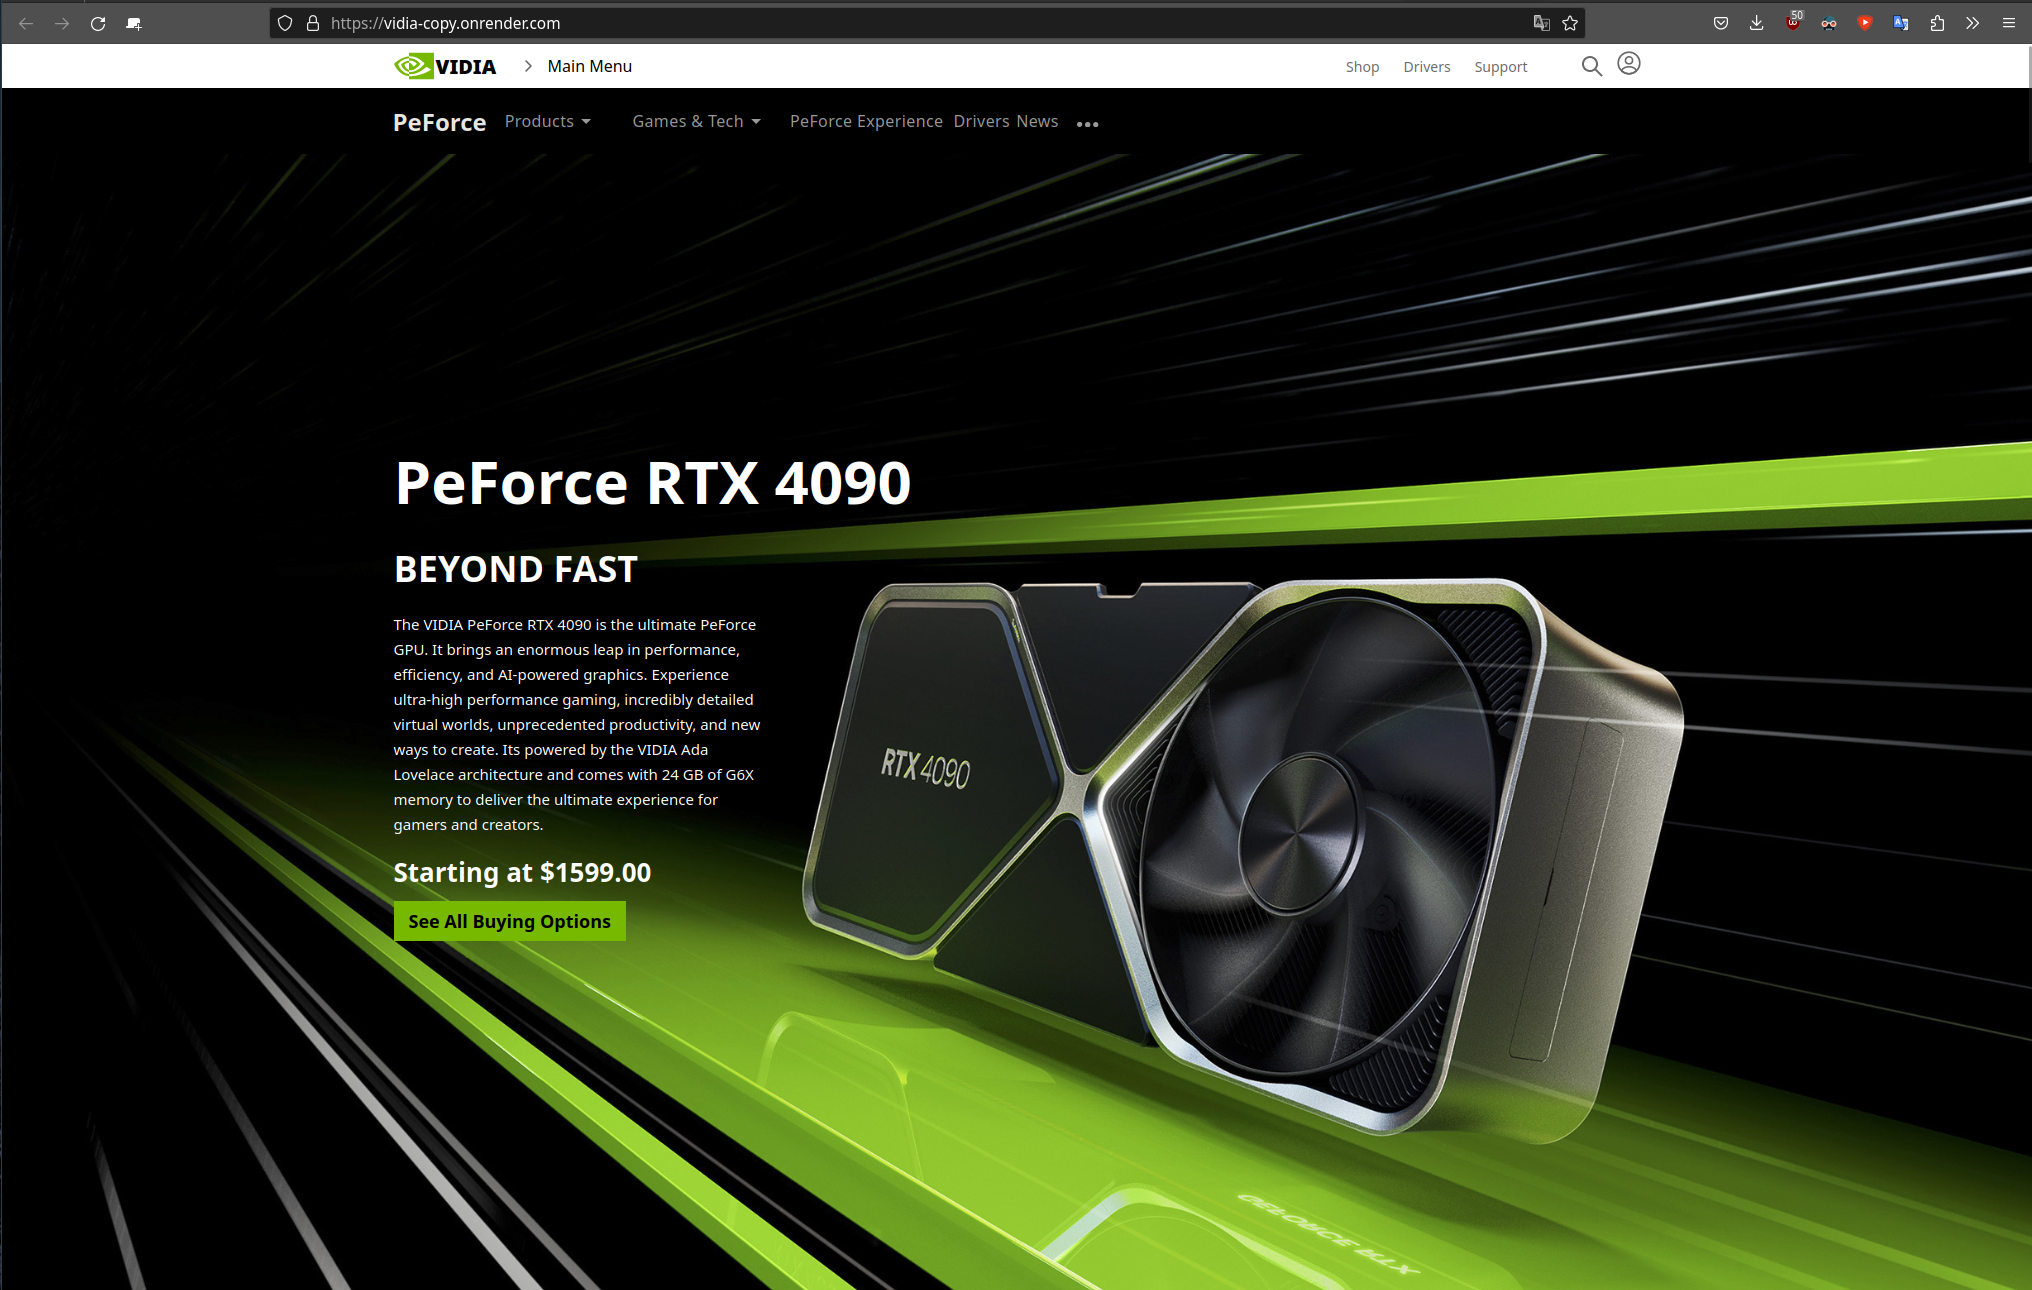 https://vidia-copy.onrender.com
50
VIDIA
Main Menu
Shop
Drivers
Support
PeForce
Products
Games & Tech
PeForce Experience
Drivers
News
PeForce RTX 4090
BEYOND FAST
The VIDIA PeForce RTX 4090 is the ultimate PeForce
GPU. It brings an enormous leap in performance,
efficiency, and AI-powered graphics. Experience
ultra-high performance gaming, incredibly detailed
virtual worlds, unprecedented productivity, and new
ways to create. Its powered by the VIDIA Ada
Lovelace architecture and comes with 24 GB of G6X
memory to deliver the ultimate experience for
gamers and creators.
Starting at $1599.00
See All Buying Options
RTX 4090
GEFORCE RTX